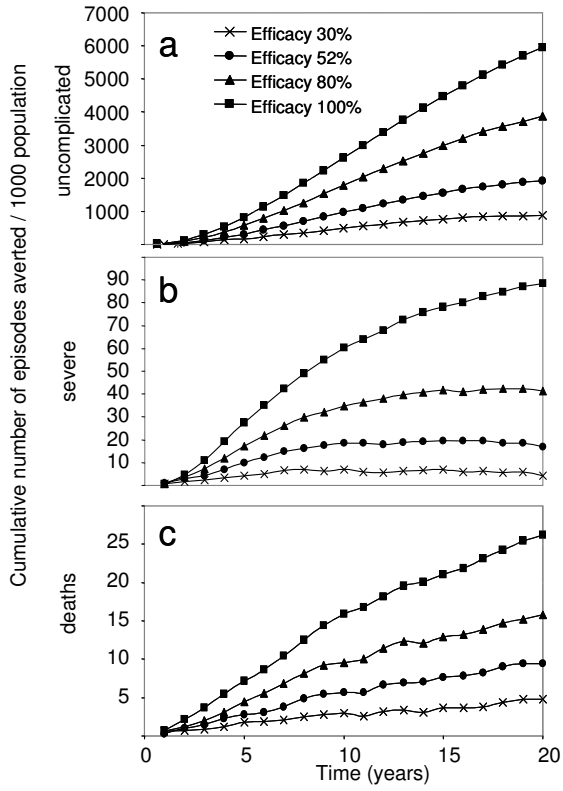 Cumulative number of episodes averted / 1000 population
uncomplicated
7000
6000
5000
4000
3000
2000
1000
a
Efficacy 30%
Efficacy 52%
Efficacy 80%
Efficacy 100%
severe
90
80
70
60
50
40
30
20
10
b
deaths
25
20
15
10
5
c
0
5
10
15
20
Time (years)